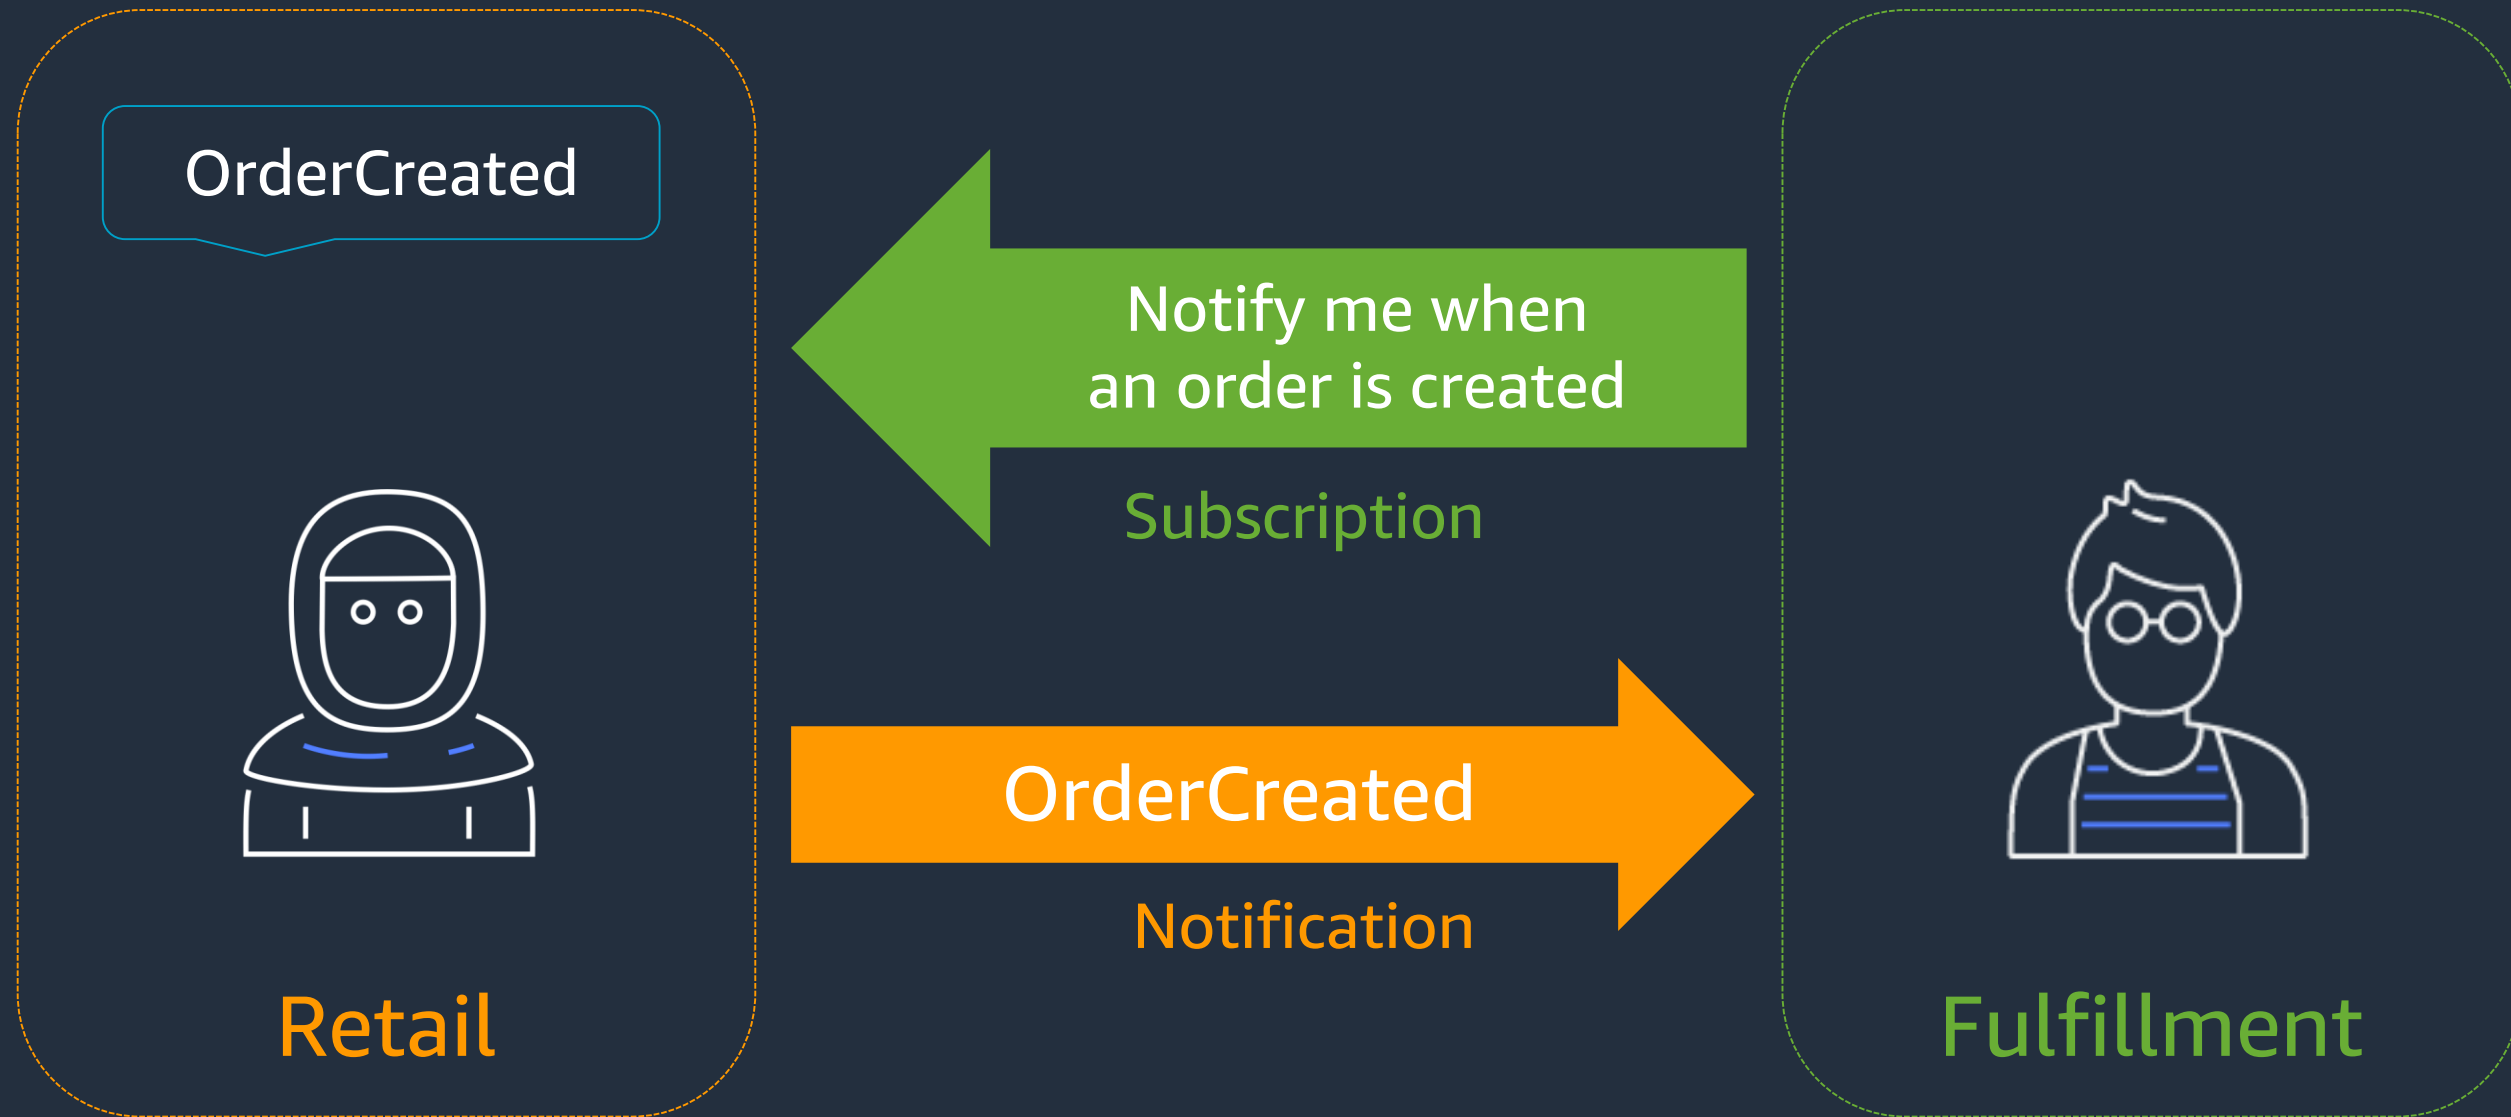 OrderCreated
Notify me when
an order is created
Subscription
OrderCreated
Notification
Retail
Fulfillment